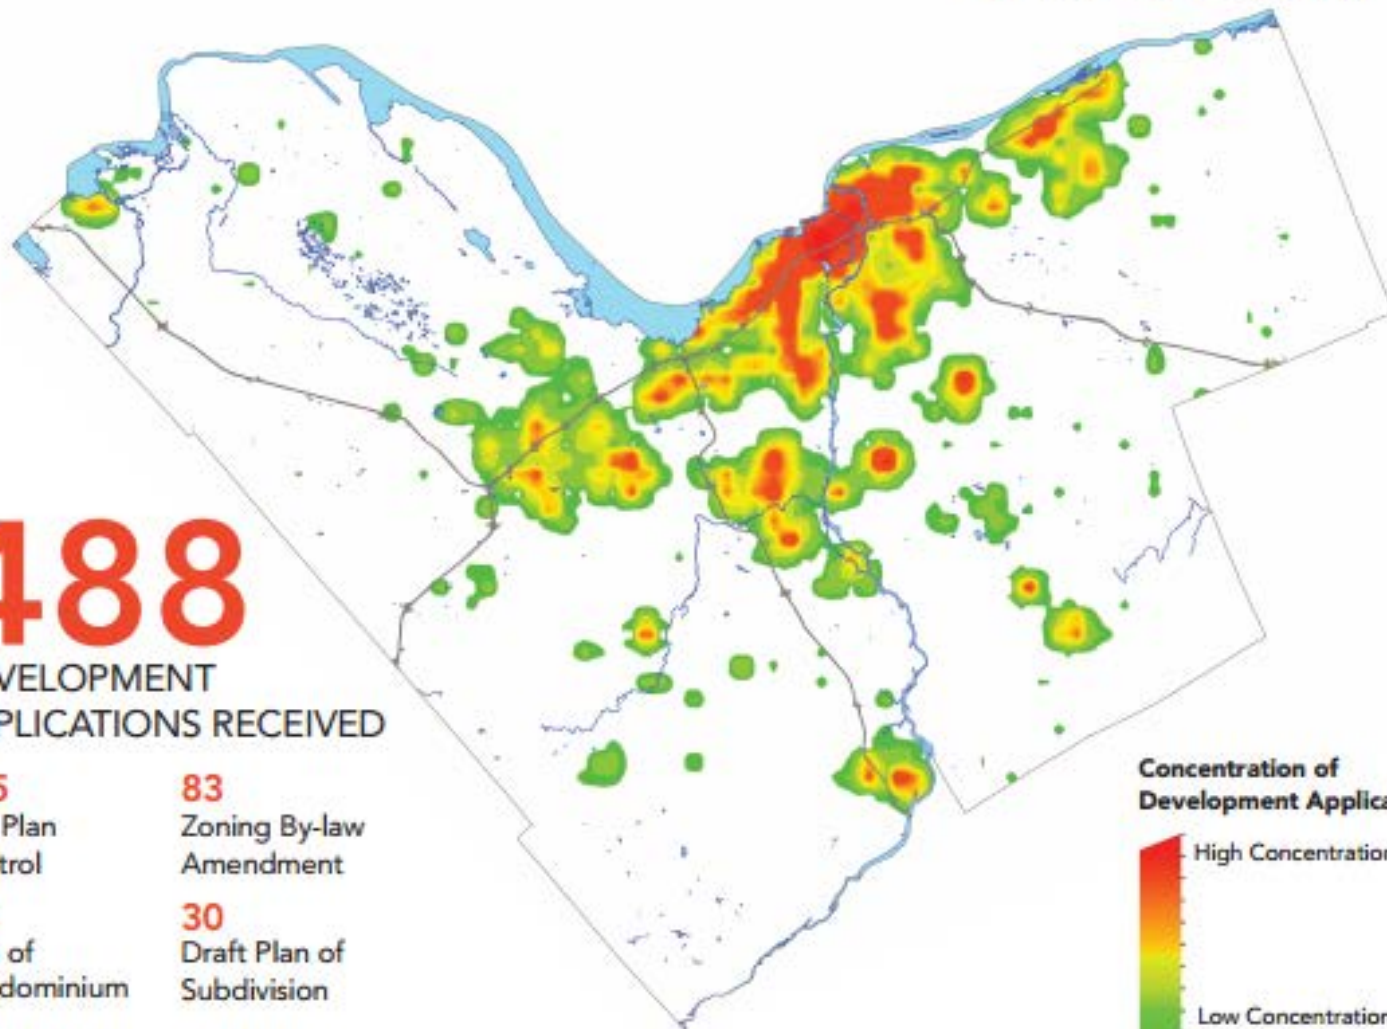 488
VELOPMENT
PLICATIONS RECEIVED
5
Plan
trol
83
Zoning By-law
Amendment
of
dominium
30
Draft Plan of
Subdivision
Concentration of
Development Applica
High Concentration
Low Concentration